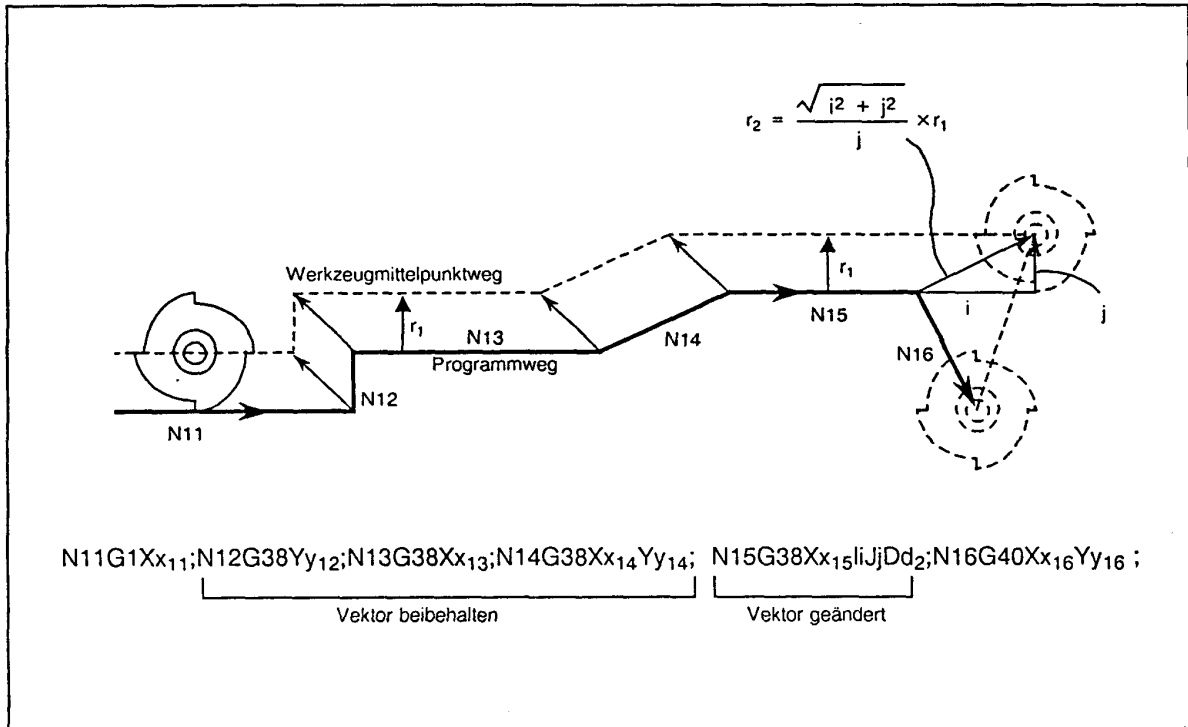 r₂ = √(i² + j²) / j × r₁
Werkzeugmittelpunktweg
r₁
r₁
N13
Programmweg
N14
N15
i
j
N16
N12
N11
N11G1Xx₁₁;N12G38Yy₁₂;N13G38Xx₁₃;N14G38Xx₁₄Yy₁₄; N15G38Xx₁₅IiJjDd₂;N16G40Xx₁₆Yy₁₆ ;
Vektor beibehalten
Vektor geändert